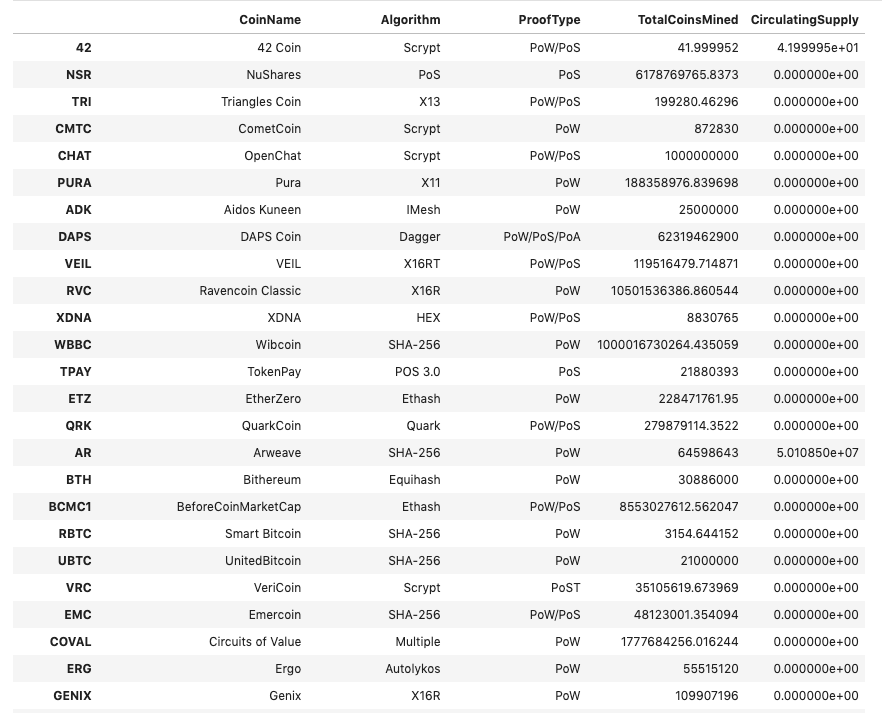 CoinName Algorithm ProofType TotalCoinsMined CirculatingSupply
42 42 Coin Scrypt PoW/PoS 41.999952 4.199995e+01
NSR NuShares PoS PoS 6178769765.8373 0.000000e+00
TRI Triangles Coin X13 PoW/PoS 199280.46296 0.000000e+00
CMTC CometCoin Scrypt PoW 872830 0.000000e+00
CHAT OpenChat Scrypt PoW/PoS 1000000000 0.000000e+00
PURA Pura X11 PoW 188358976.839698 0.000000e+00
ADK Aidos Kuneen IMesh PoW 25000000 0.000000e+00
DAPS DAPS Coin Dagger PoW/PoS/PoA 62319462900 0.000000e+00
VEIL VEIL X16RT PoW/PoS 119516479.714871 0.000000e+00
RVC Ravencoin Classic X16R PoW 10501536386.860544 0.000000e+00
XDNA XDNA HEX PoW/PoS 8830765 0.000000e+00
WBBC Wibcoin SHA-256 PoW 1000016730264.435059 0.000000e+00
TPAY TokenPay POS 3.0 PoS 21880393 0.000000e+00
ETZ EtherZero Ethash PoW 228471761.95 0.000000e+00
QRK QuarkCoin Quark PoW/PoS 279879114.3522 0.000000e+00
AR Arweave SHA-256 PoW 64598643 5.010850e+07
BTH Bithereum Equihash PoW 30886000 0.000000e+00
BCMC1 BeforeCoinMarketCap Ethash PoW/PoS 8553027612.562047 0.000000e+00
RBTC Smart Bitcoin SHA-256 PoW 3154.644152 0.000000e+00
UBTC UnitedBitcoin SHA-256 PoW 21000000 0.000000e+00
VRC VeriCoin Scrypt PoST 35105619.673969 0.000000e+00
EMC Emercoin SHA-256 PoW/PoS 48123001.354094 0.000000e+00
COVAL Circuits of Value Multiple PoW 1777684256.016244 0.000000e+00
ERG Ergo Autolykos PoW 55515120 0.000000e+00
GENIX Genix X16R PoW 109907196 0.000000e+00